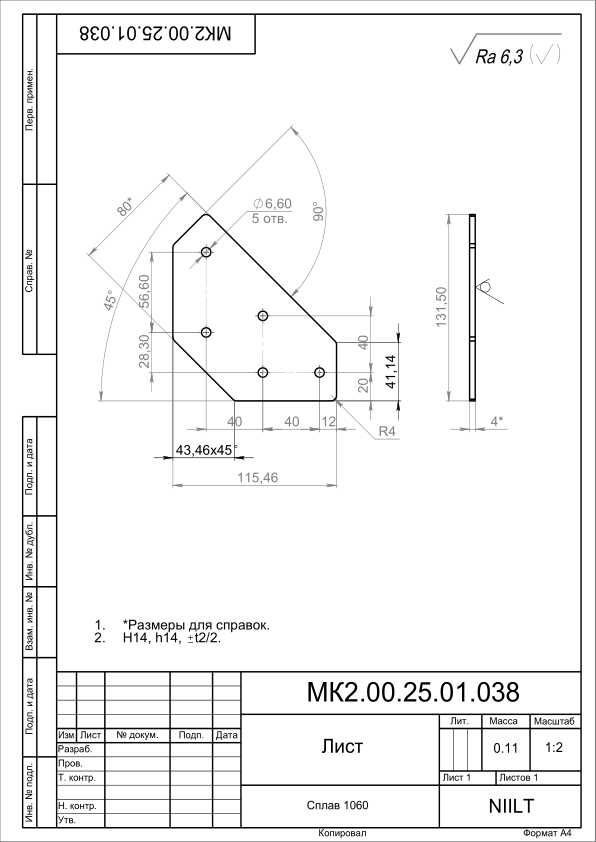 МК2.00.25.01.038
Ra 6,3 (√)
Перв. примен.
Справ. №
Подп. и дата
Инв. № дубл.
Взам. инв. №
Подп. и дата
Инв. № подл.
80*
45°
90°
⌀6,60
5 отв.
56,60
28,30
40
20
41,14
40
40
12
R4
43,46x45°
115,46
131,50
4*
1. *Размеры для справок.
2. H14, h14, ±t2/2.
МК2.00.25.01.038
Изм Лист № докум. Подп. Дата
Разраб.
Пров.
Т. контр.
Н. контр.
Утв.
Лист
Лит. Масса Масштаб
0.11 1:2
Лист 1 Листов 1
Сплав 1060
NIILT
Копировал Формат А4